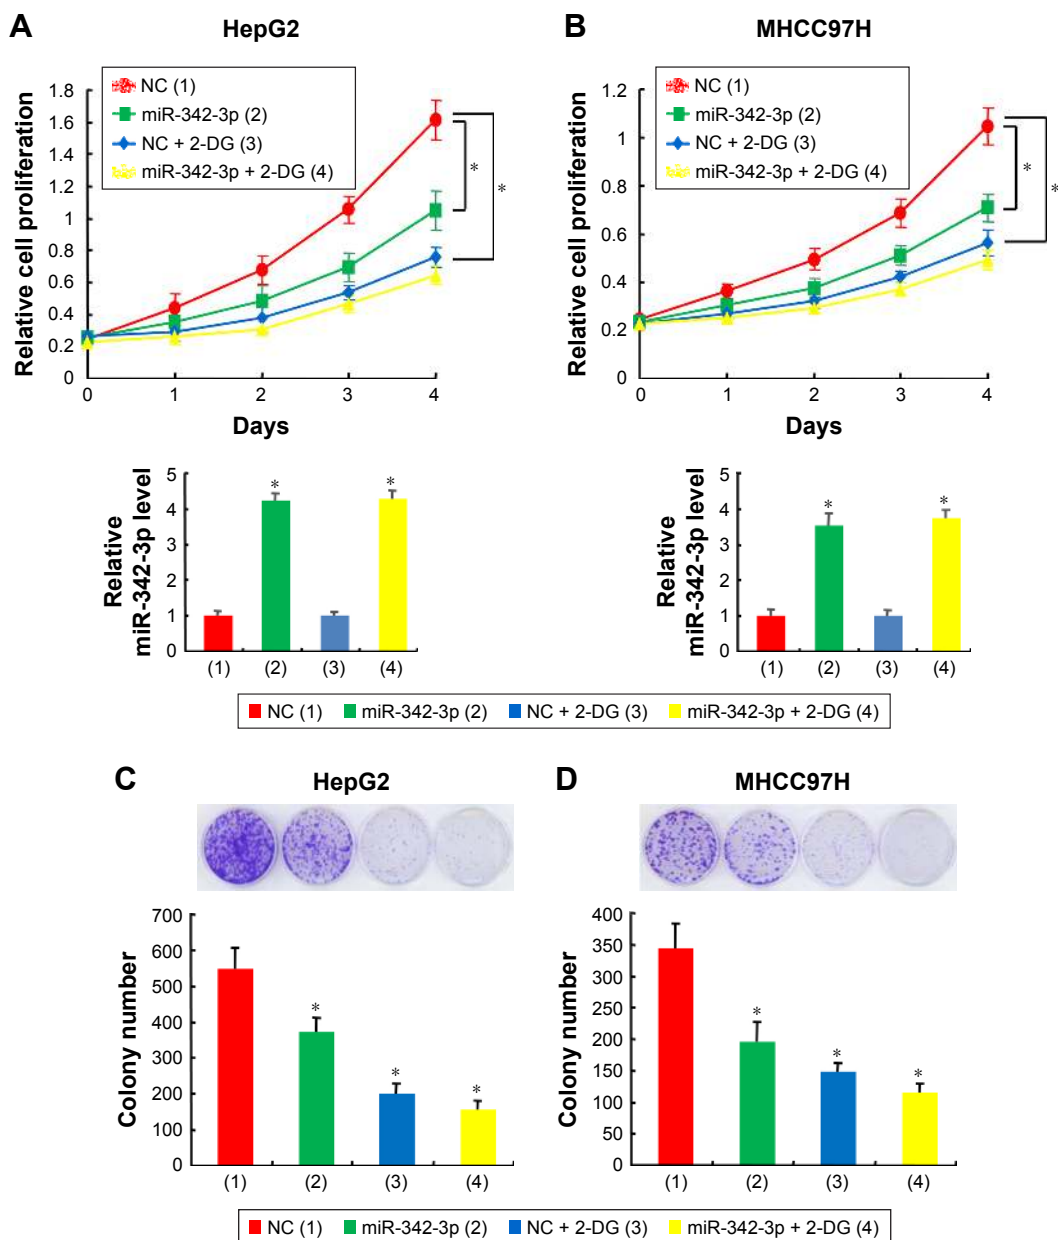 A
HepG2
NC (1)
miR-342-3p (2)
NC + 2-DG (3)
miR-342-3p + 2-DG (4)
Relative cell proliferation
1.8
1.6
1.4
1.2
1
0.8
0.6
0.4
0.2
0
0 1 2 3 4
Days
*
*
B
MHCC97H
NC (1)
miR-342-3p (2)
NC + 2-DG (3)
miR-342-3p + 2-DG (4)
Relative cell proliferation
1.2
1
0.8
0.6
0.4
0.2
0
0 1 2 3 4
Days
*
*
Relative
miR-342-3p level
5
4
3
2
1
0
* *
(1) (2) (3) (4)
Relative
miR-342-3p level
5
4
3
2
1
0
* *
(1) (2) (3) (4)
NC (1) miR-342-3p (2) NC + 2-DG (3) miR-342-3p + 2-DG (4)
C
HepG2
Colony number
700
600
500
400
300
200
100
0
* * *
(1) (2) (3) (4)
D
MHCC97H
Colony number
400
350
300
250
200
150
100
50
0
* * *
(1) (2) (3) (4)
NC (1) miR-342-3p (2) NC + 2-DG (3) miR-342-3p + 2-DG (4)